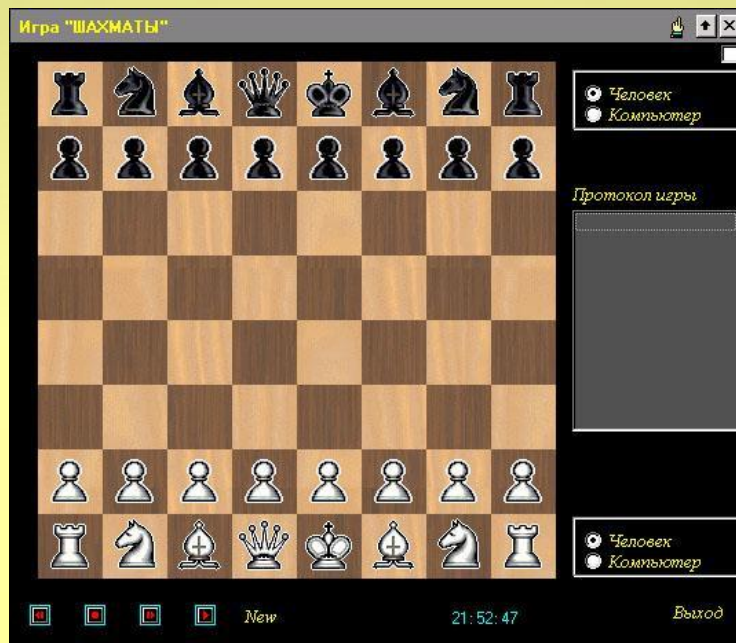 Игра "ШАХМАТЫ"
Человек
Компьютер
Протокол игры
Человек
Компьютер
New
21:52:47
Выход